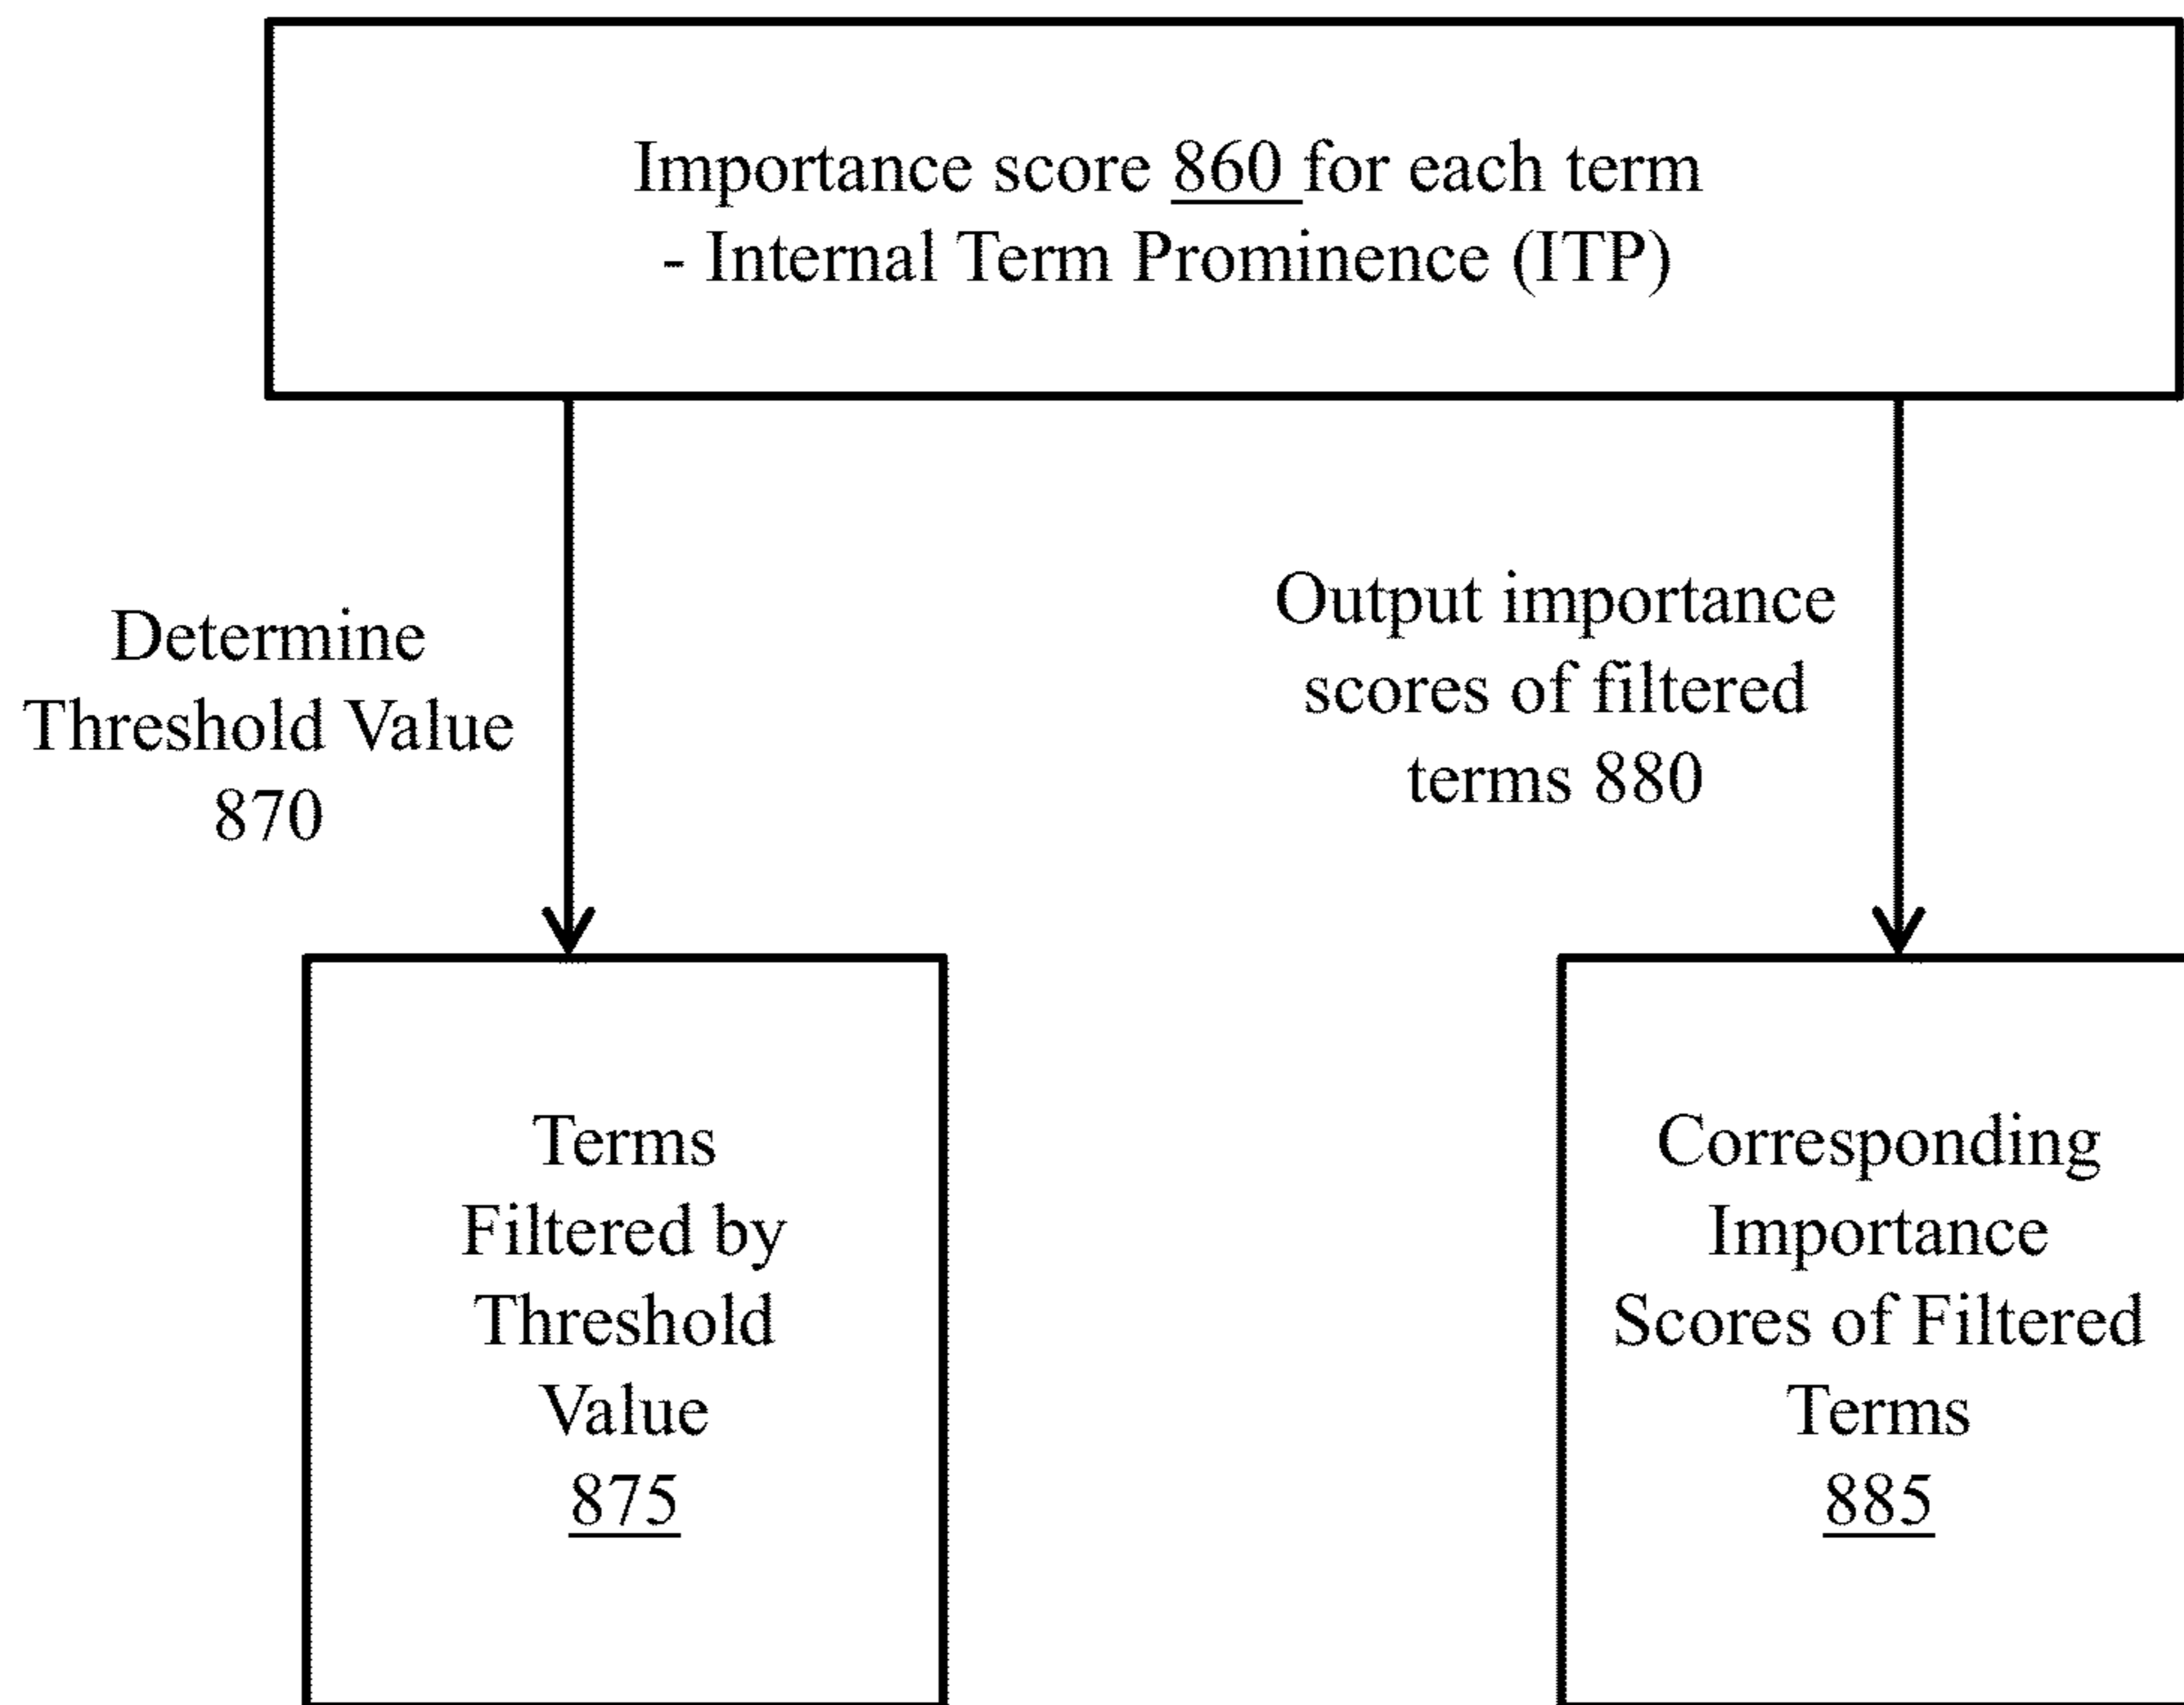 Importance score 860 for each term
- Internal Term Prominence (ITP)
Determine
Threshold Value
870
Output importance
scores of filtered
terms 880
Terms
Filtered by
Threshold
Value
875
Corresponding
Importance
Scores of Filtered
Terms
885